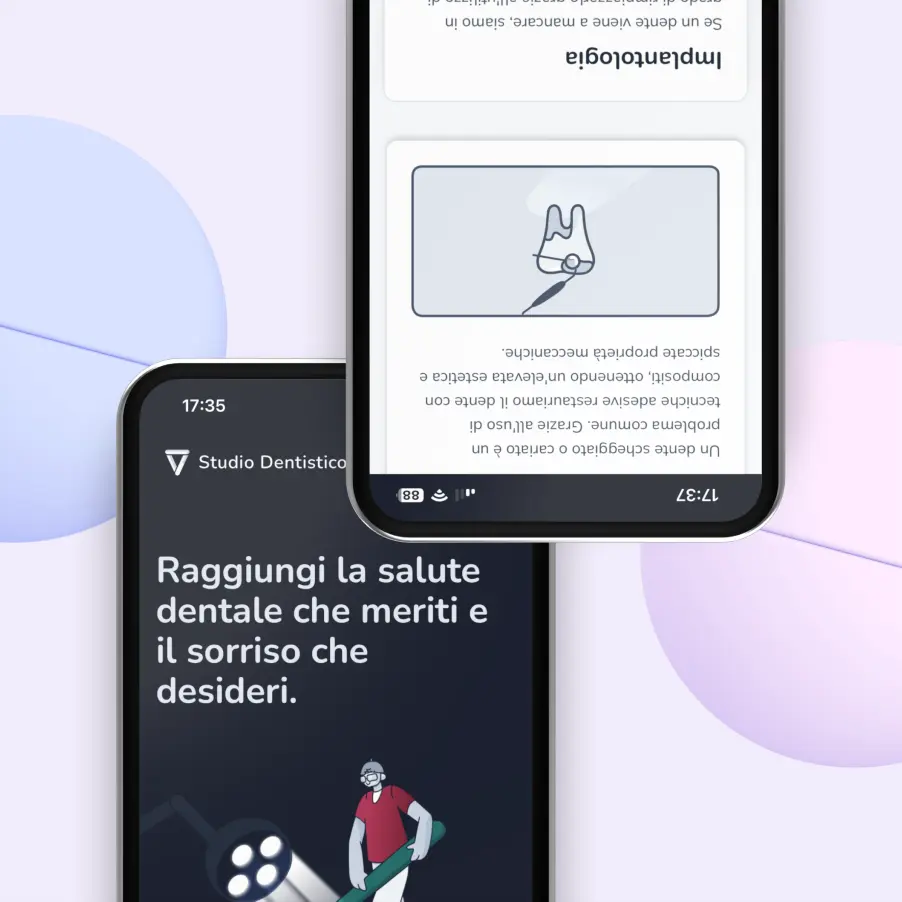 17:35
Studio Dentistico
Raggiungi la salute
dentale che meriti e
il sorriso che
desideri.
17:37
88
Un dente scheggiato o cariato è un
problema comune. Grazie all'uso di
tecniche adesive restauriamo il dente con
compositi, ottenendo un'elevata estetica e
spiccate proprietà meccaniche.
Implantologia
Se un dente viene a mancare, siamo in
grado di rimpiazzarlo grazie all'utilizzo di